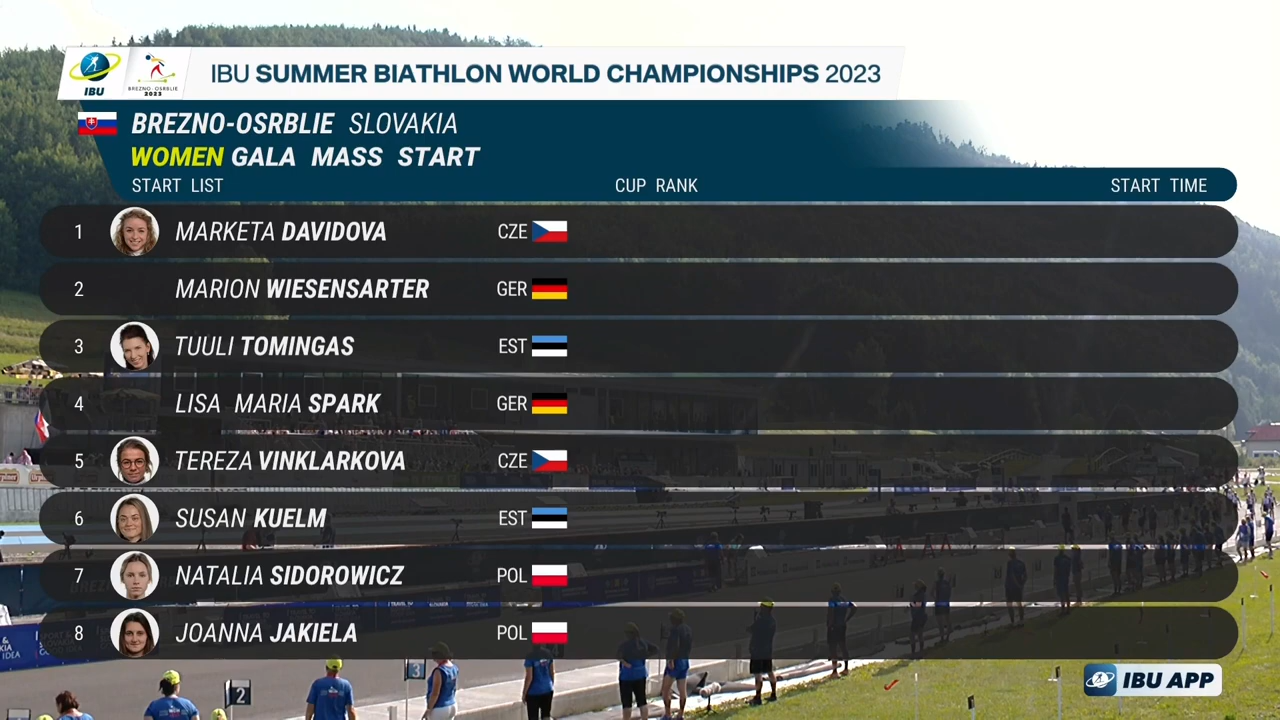 IBU SUMMER BIATHLON WORLD CHAMPIONSHIPS 2023
IBU
BREZNO-OSRBLIE
2023
BREZNO-OSRBLIE SLOVAKIA
WOMEN GALA MASS START
START LIST CUP RANK START TIME
1 MARKETA DAVIDOVA CZE
2 MARION WIESENSARTER GER
3 TUULI TOMINGAS EST
4 LISA MARIA SPARK GER
5 TEREZA VINKLARKOVA CZE
6 SUSAN KUELM EST
7 NATALIA SIDOROWICZ POL
8 JOANNA JAKIELA POL
IBU APP
2
3